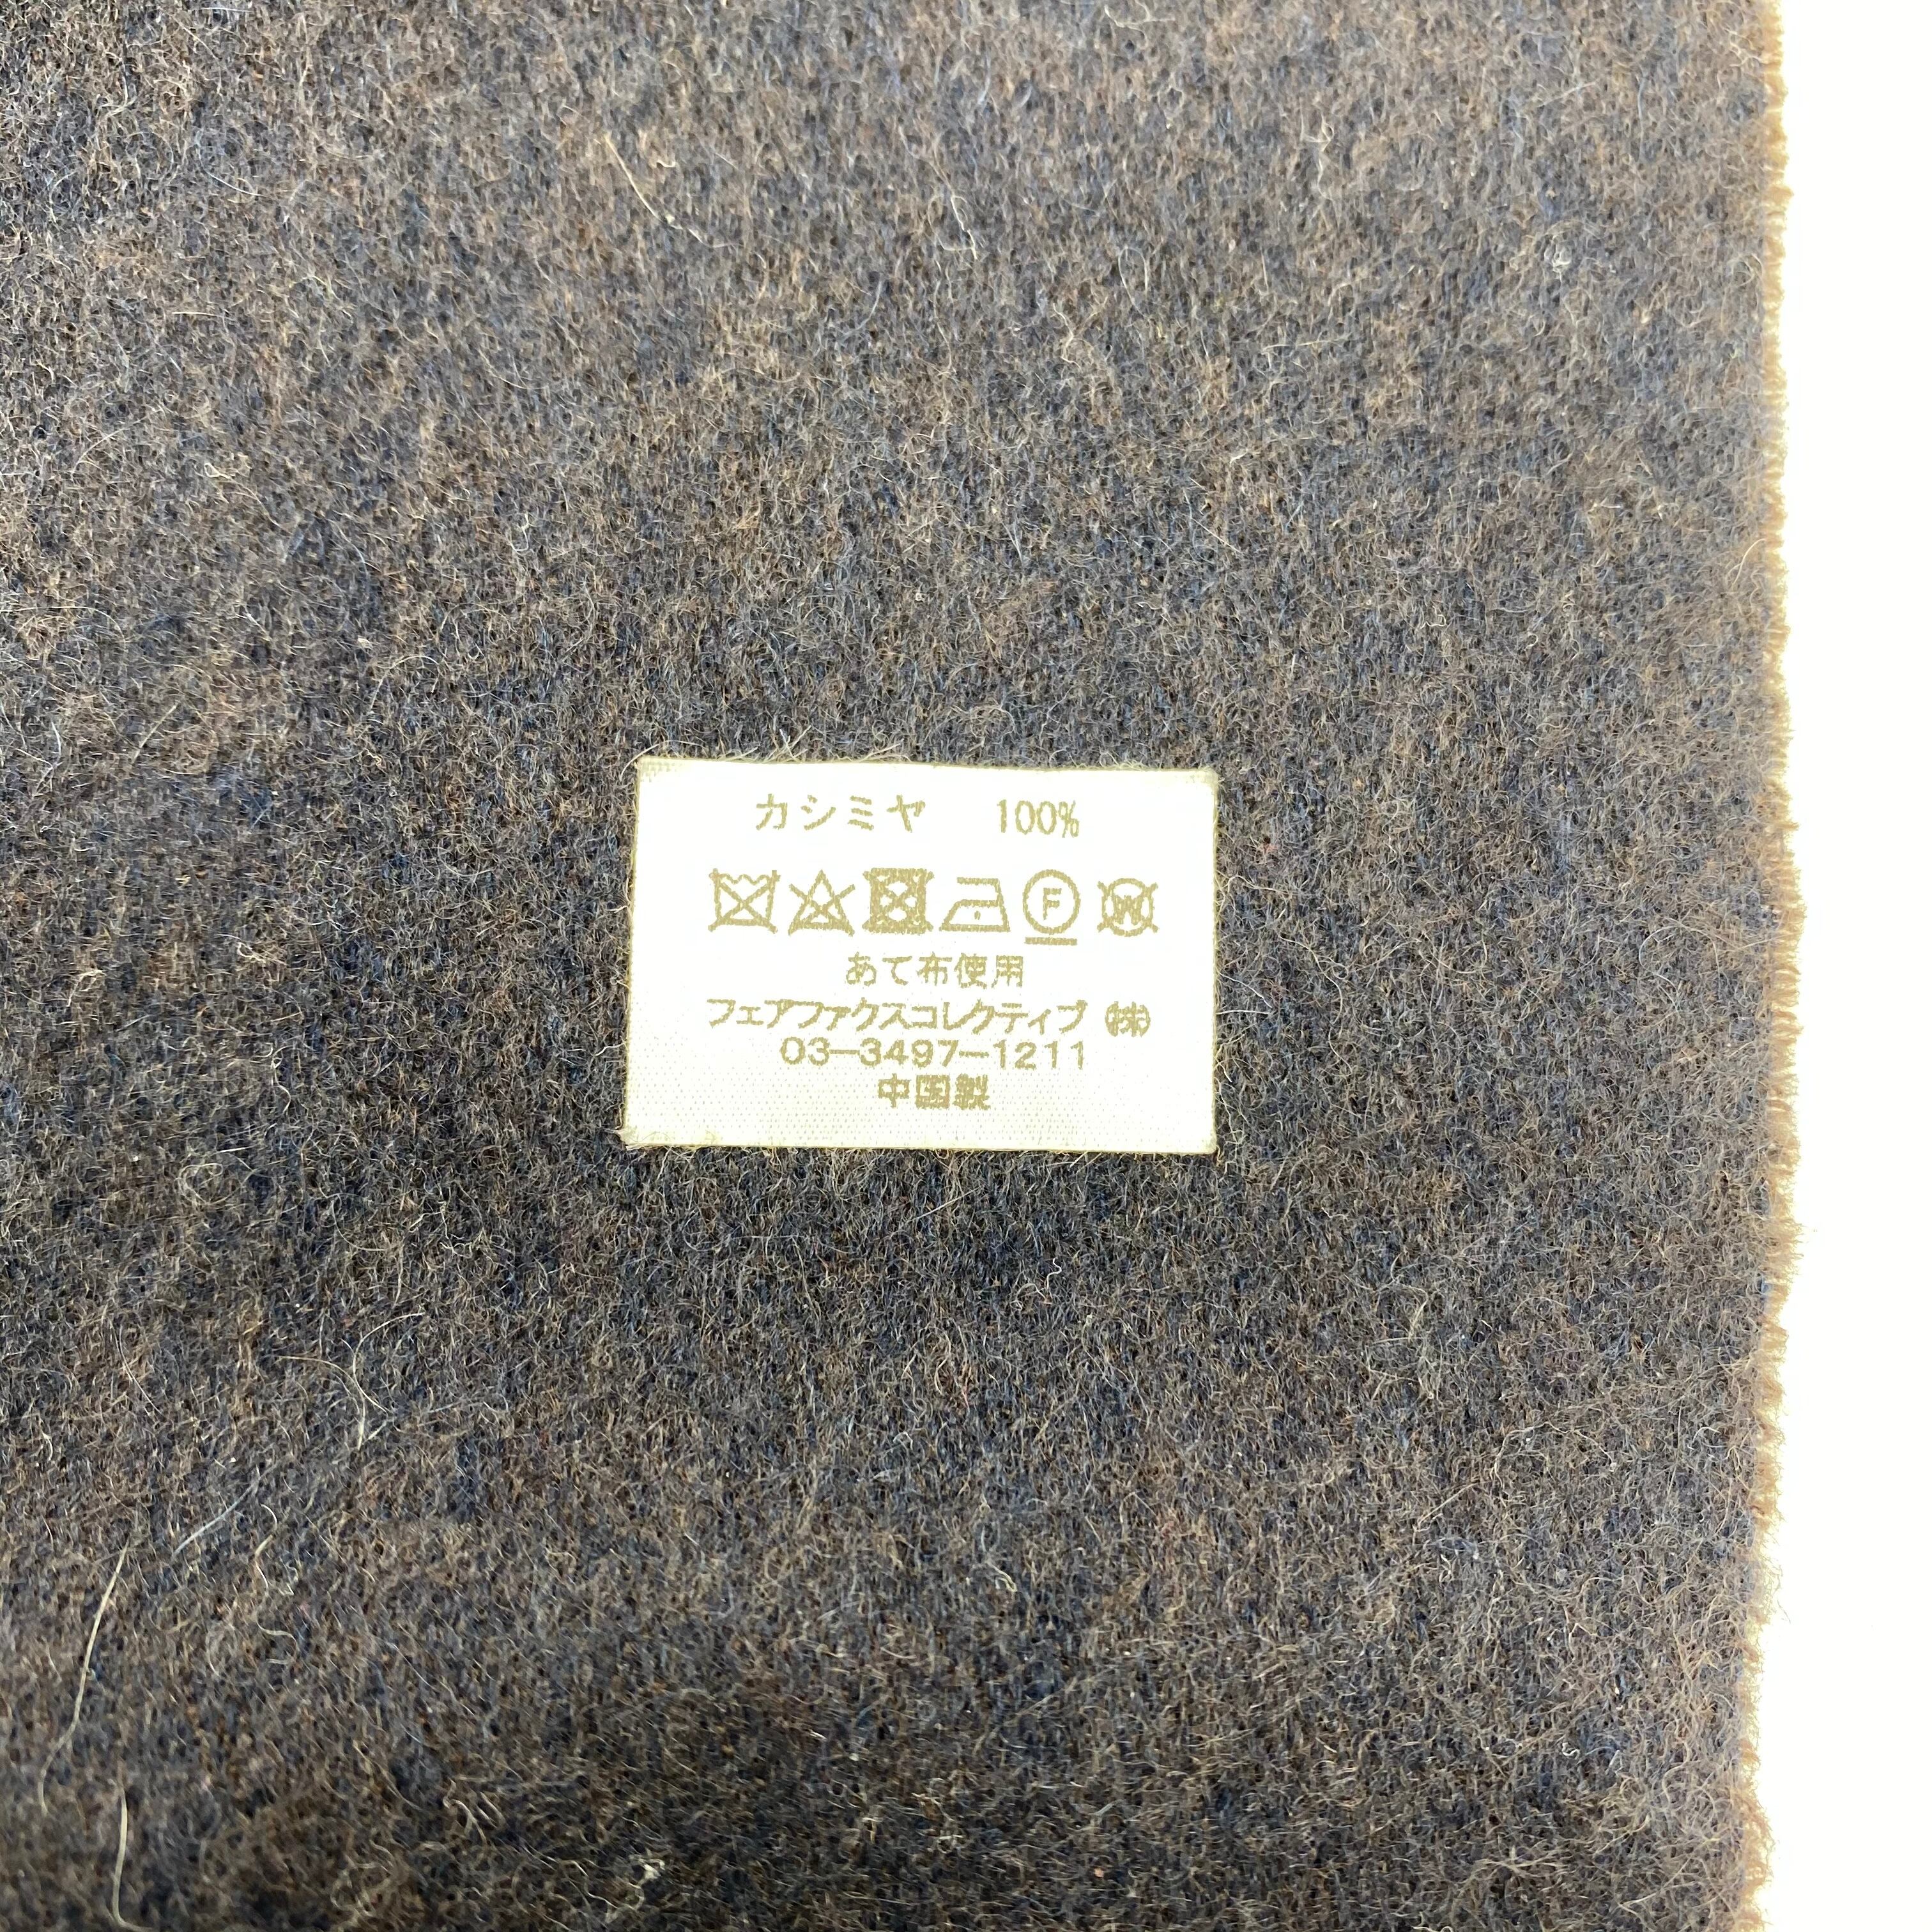 カシミヤ 100%
F W
あて布使用
フェアファクスコレクティブ ㈱
03-3497-1211
中国製